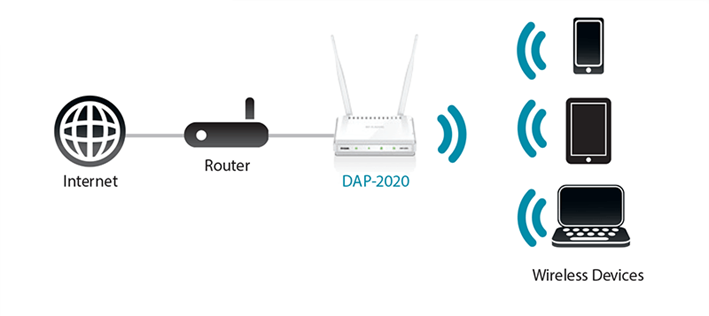 Internet
Router
DAP-2020
Wireless Devices